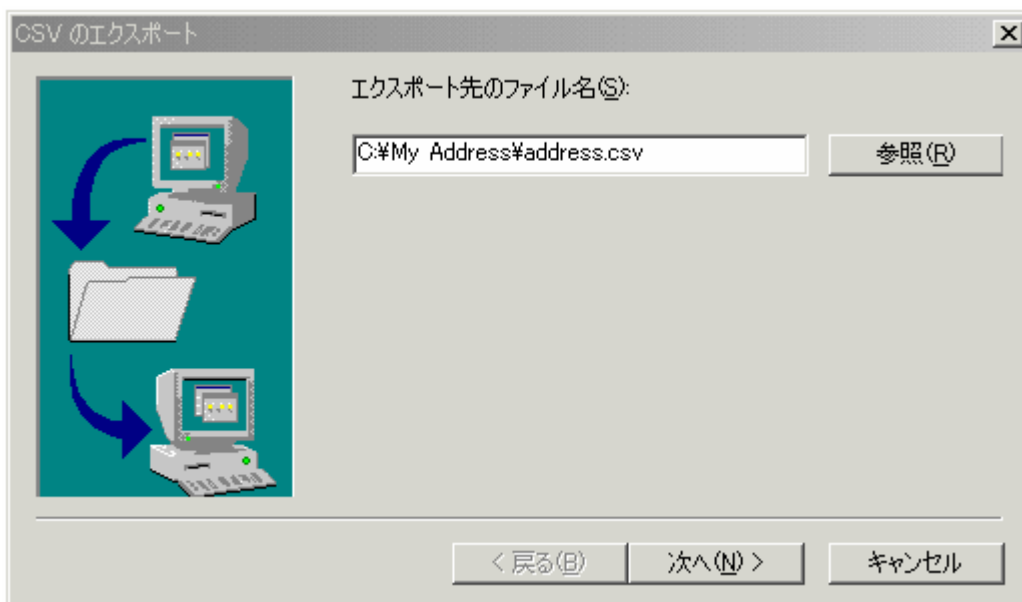 CSV のエクスポート
エクスポート先のファイル名(S):
C:¥My Address¥address.csv
参照(R)
< 戻る(B)
次へ(N) >
キャンセル